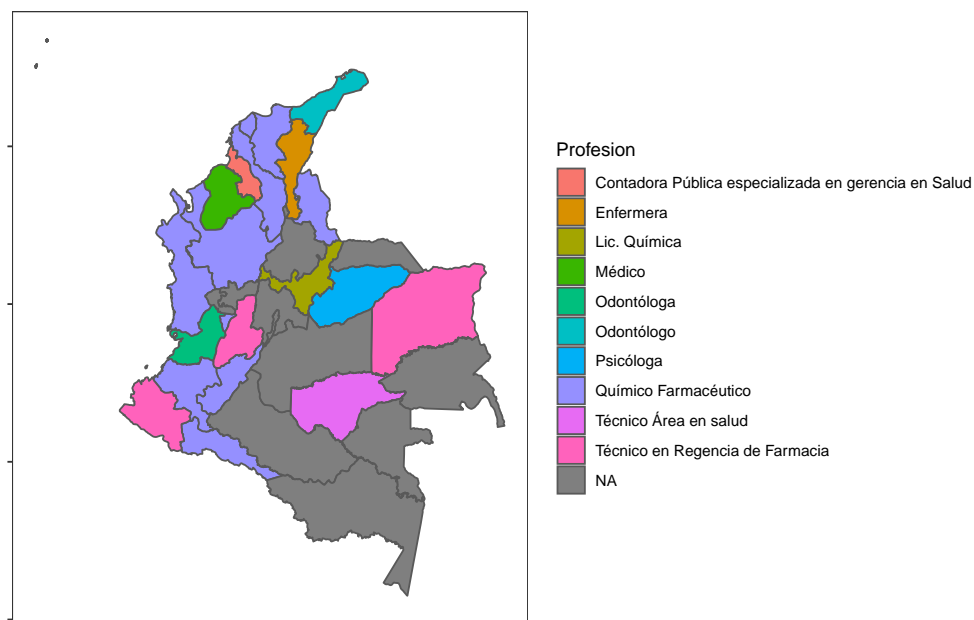 Profesion
Contadora Pública especializada en gerencia en Salud
Enfermera
Lic. Química
Médico
Odontóloga
Odontólogo
Psicóloga
Químico Farmacéutico
Técnico Área en salud
Técnico en Regencia de Farmacia
NA